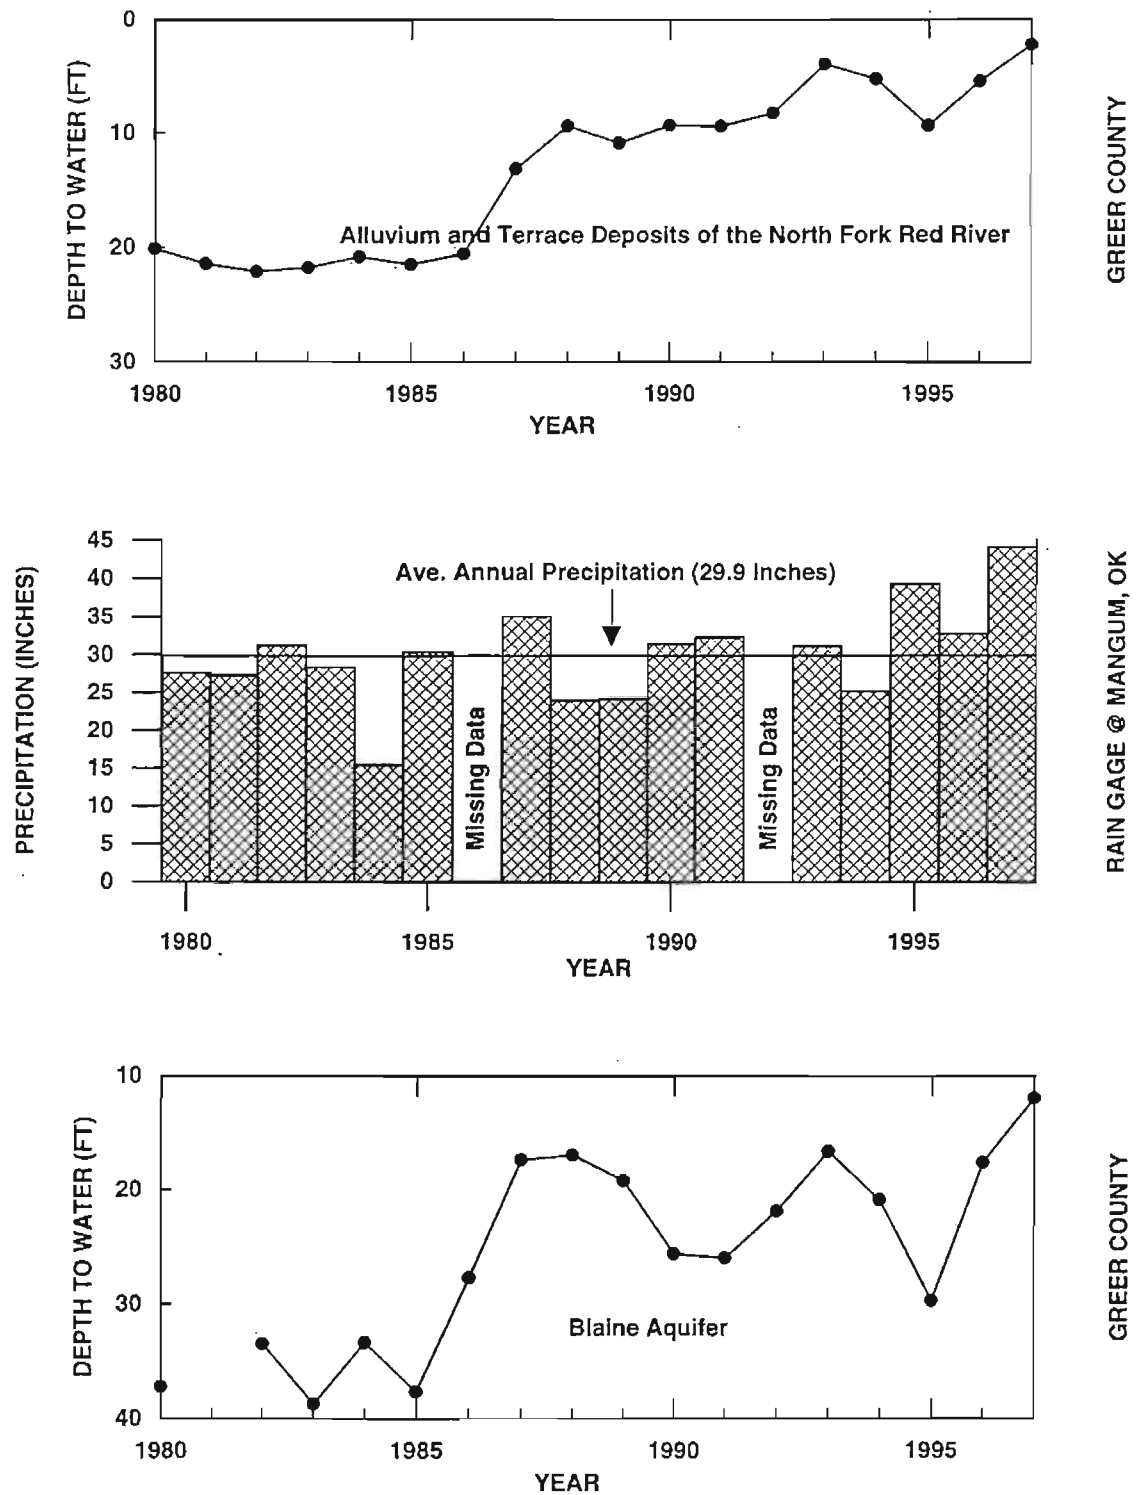 0
10
20
30
DEPTH TO WATER (FT)
Alluvium and Terrace Deposits of the North Fork Red River
1980 1985 1990 1995
YEAR
GREER COUNTY
45
40
35
30
25
20
15
10
5
0
PRECIPITATION (INCHES)
Ave. Annual Precipitation (29.9 Inches)
Missing Data
Missing Data
1980 1985 1990 1995
YEAR
RAIN GAGE @ MANGUM, OK
10
20
30
40
DEPTH TO WATER (FT)
Blaine Aquifer
1980 1985 1990 1995
YEAR
GREER COUNTY